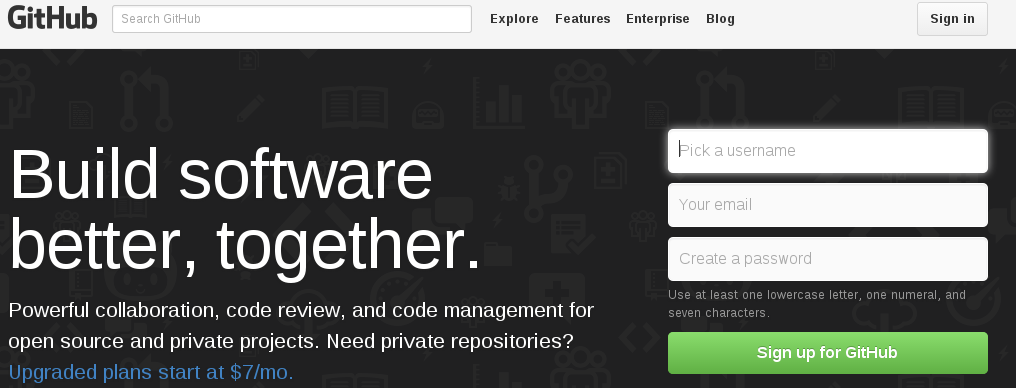 GitHub Search GitHub Explore Features Enterprise Blog Sign in
Build software
better, together.
Powerful collaboration, code review, and code management for
open source and private projects. Need private repositories?
Upgraded plans start at $7/mo.
Pick a username
Your email
Create a password
Use at least one lowercase letter, one numeral, and
seven characters.
Sign up for GitHub